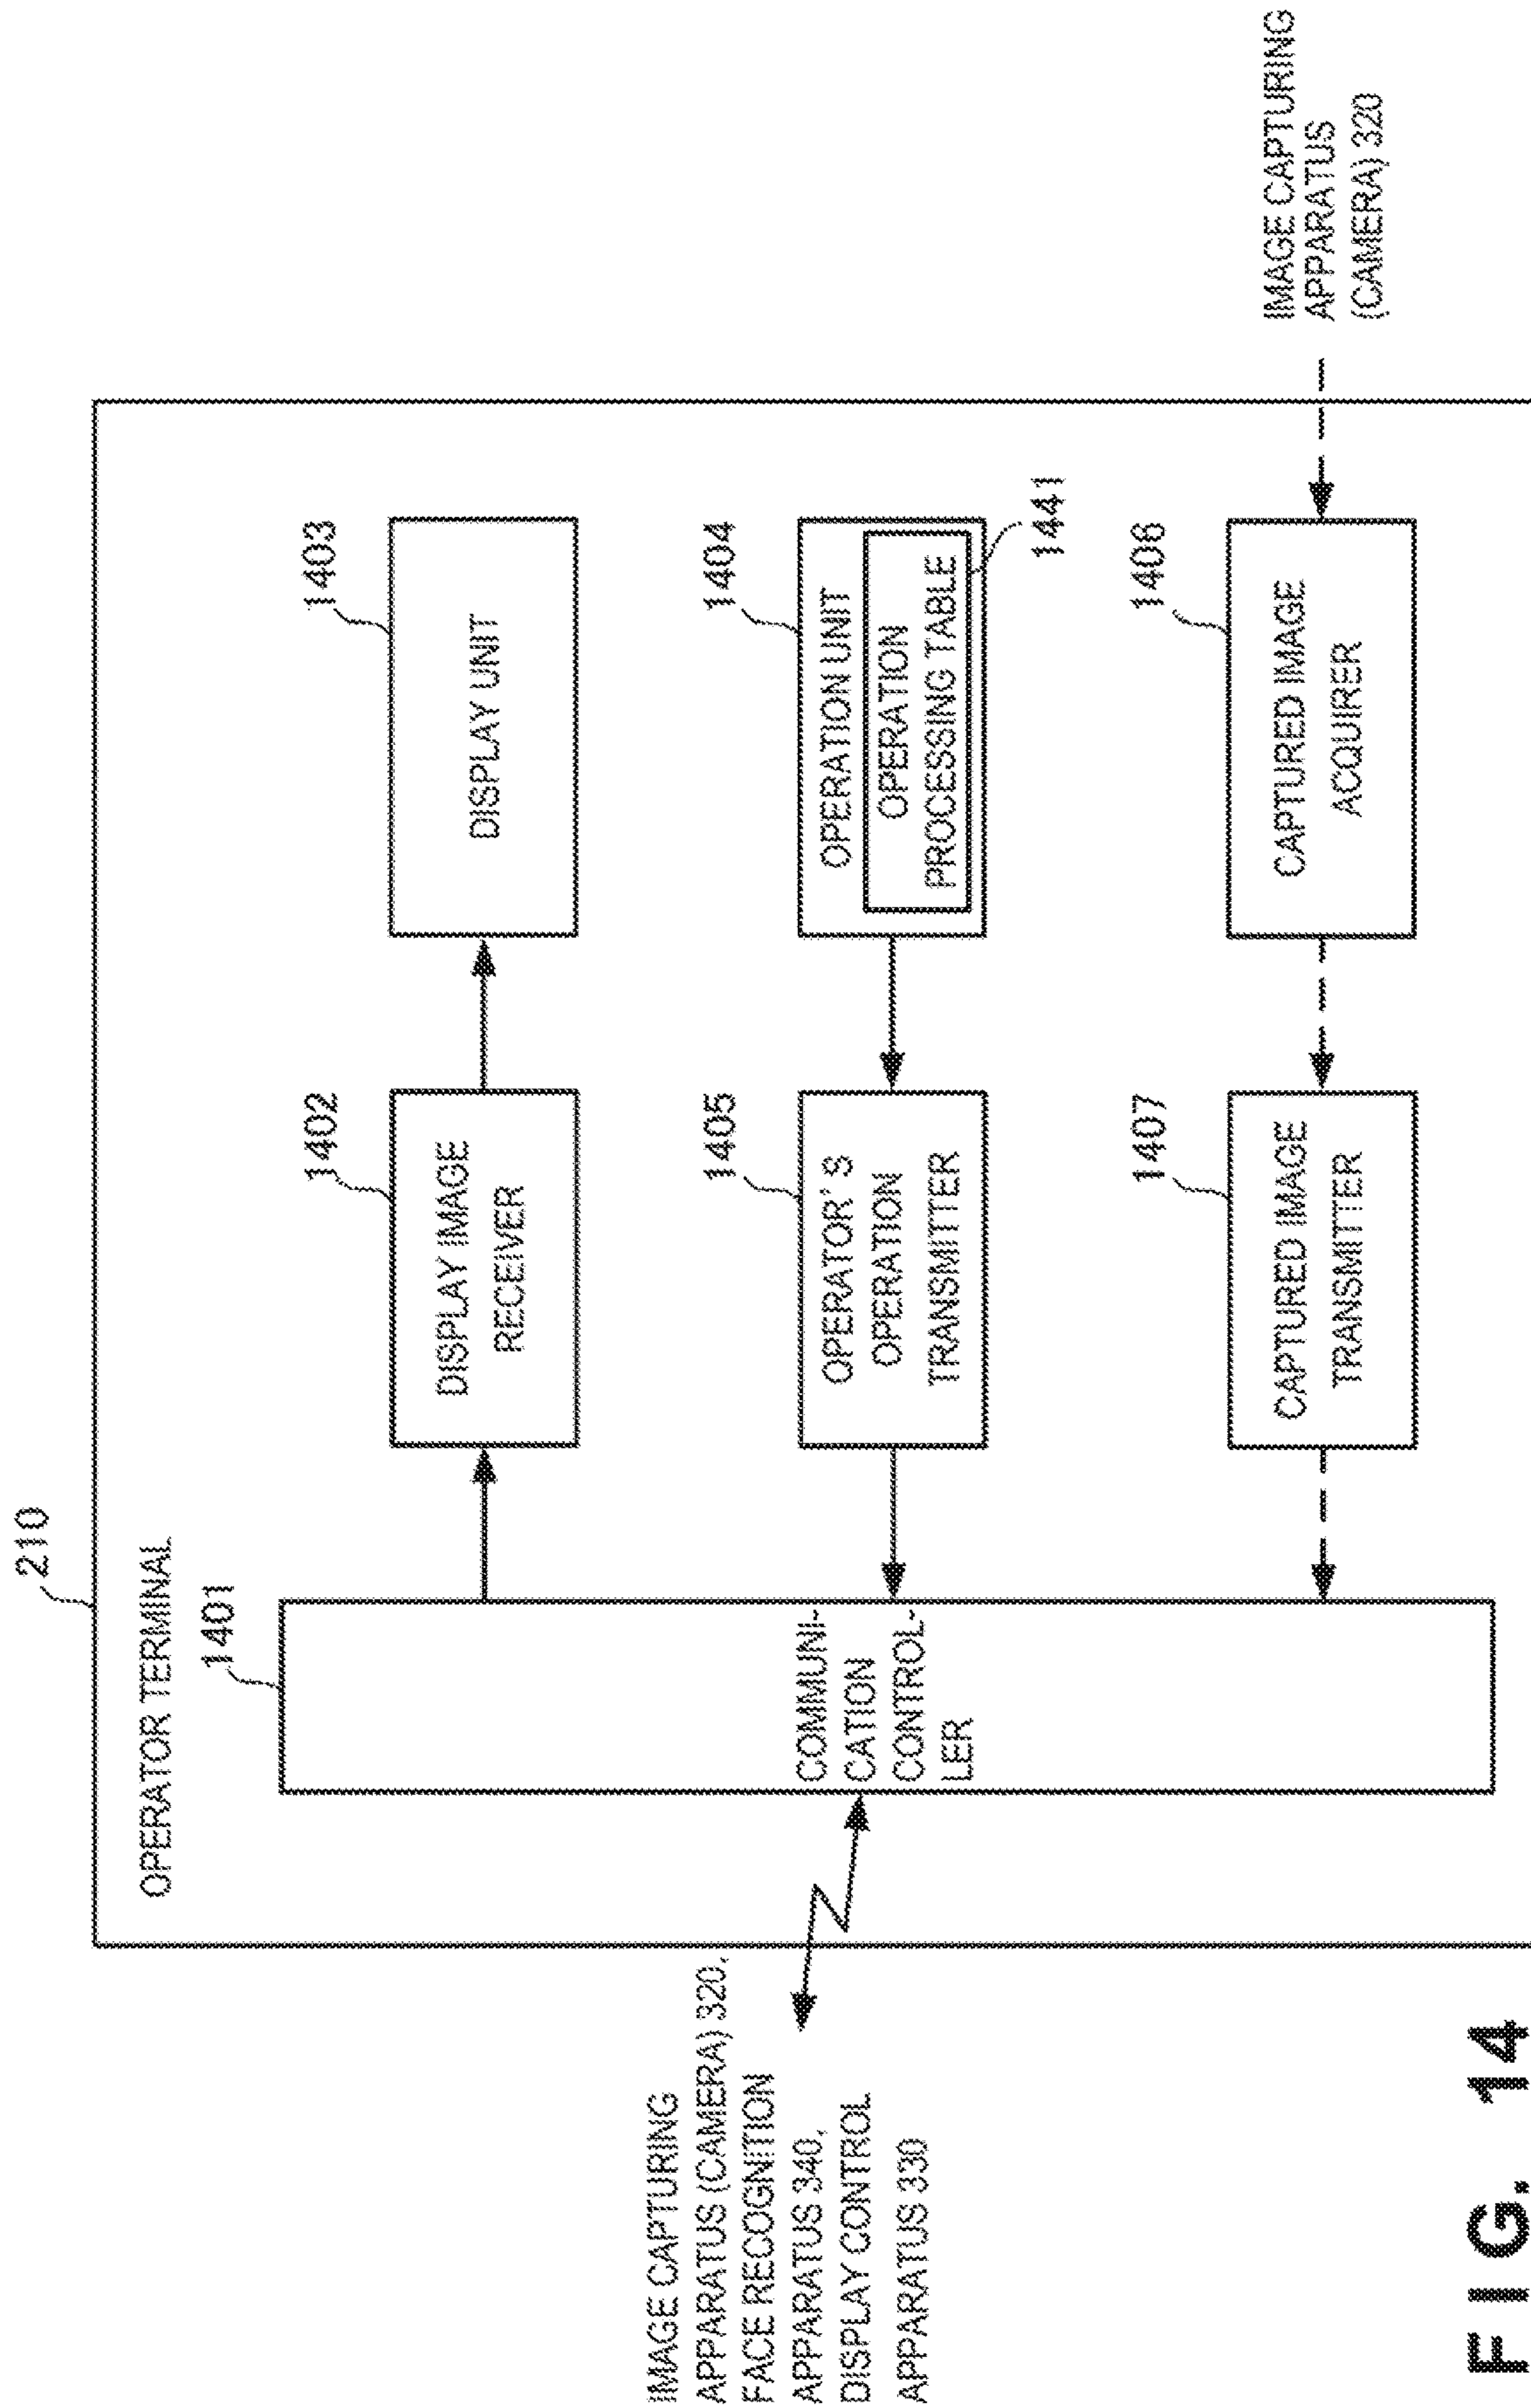 210
OPERATOR TERMINAL
1401
COMMUNI-
CATION
CONTROL-
LER
1402
DISPLAY IMAGE
RECEIVER
1403
DISPLAY UNIT
1405
OPERATOR'S
OPERATION
TRANSMITTER
1404
OPERATION UNIT
OPERATION
PROCESSING TABLE
1441
1407
CAPTURED IMAGE
TRANSMITTER
1406
CAPTURED IMAGE
ACQUIRER
IMAGE CAPTURING
APPARATUS
(CAMERA) 320
IMAGE CAPTURING
APPARATUS (CAMERA) 320,
FACE RECOGNITION
APPARATUS 340,
DISPLAY CONTROL
APPARATUS 330
FIG. 14